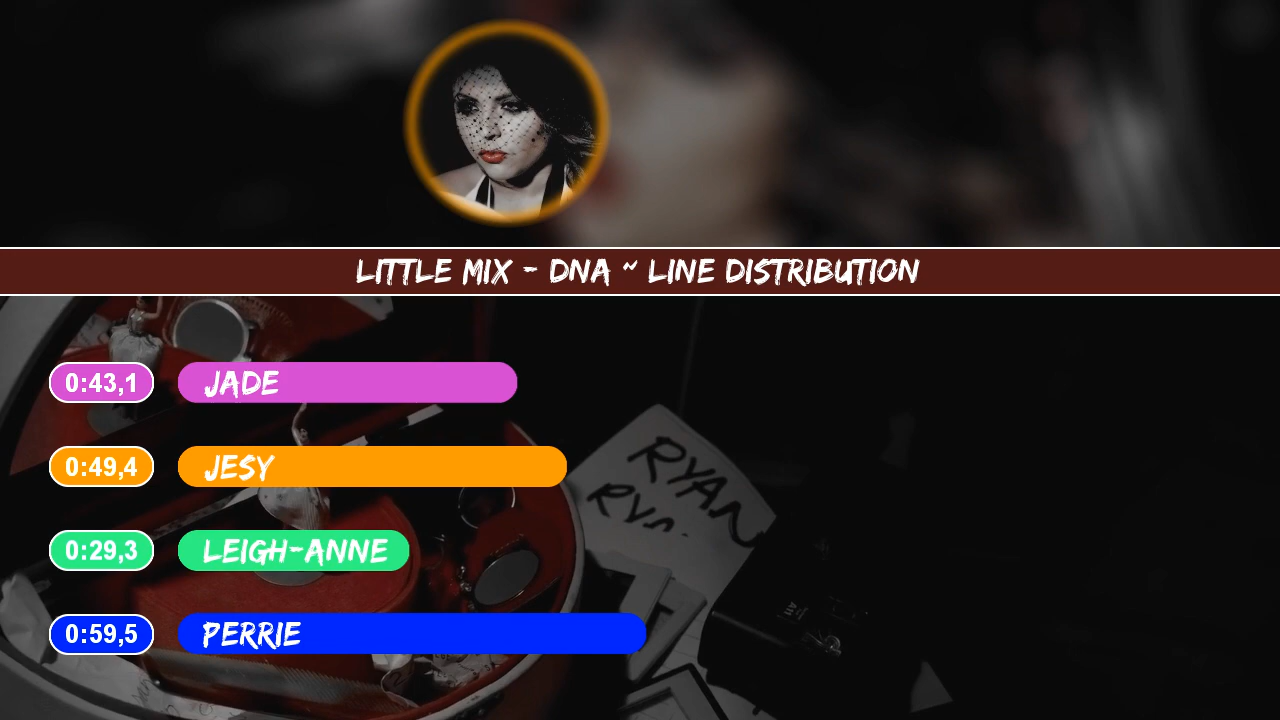 LITTLE MIX - DNA ~ LINE DISTRIBUTION
0:43,1 JADE
0:49,4 JESY
0:29,3 LEIGH-ANNE
0:59,5 PERRIE
RYAN